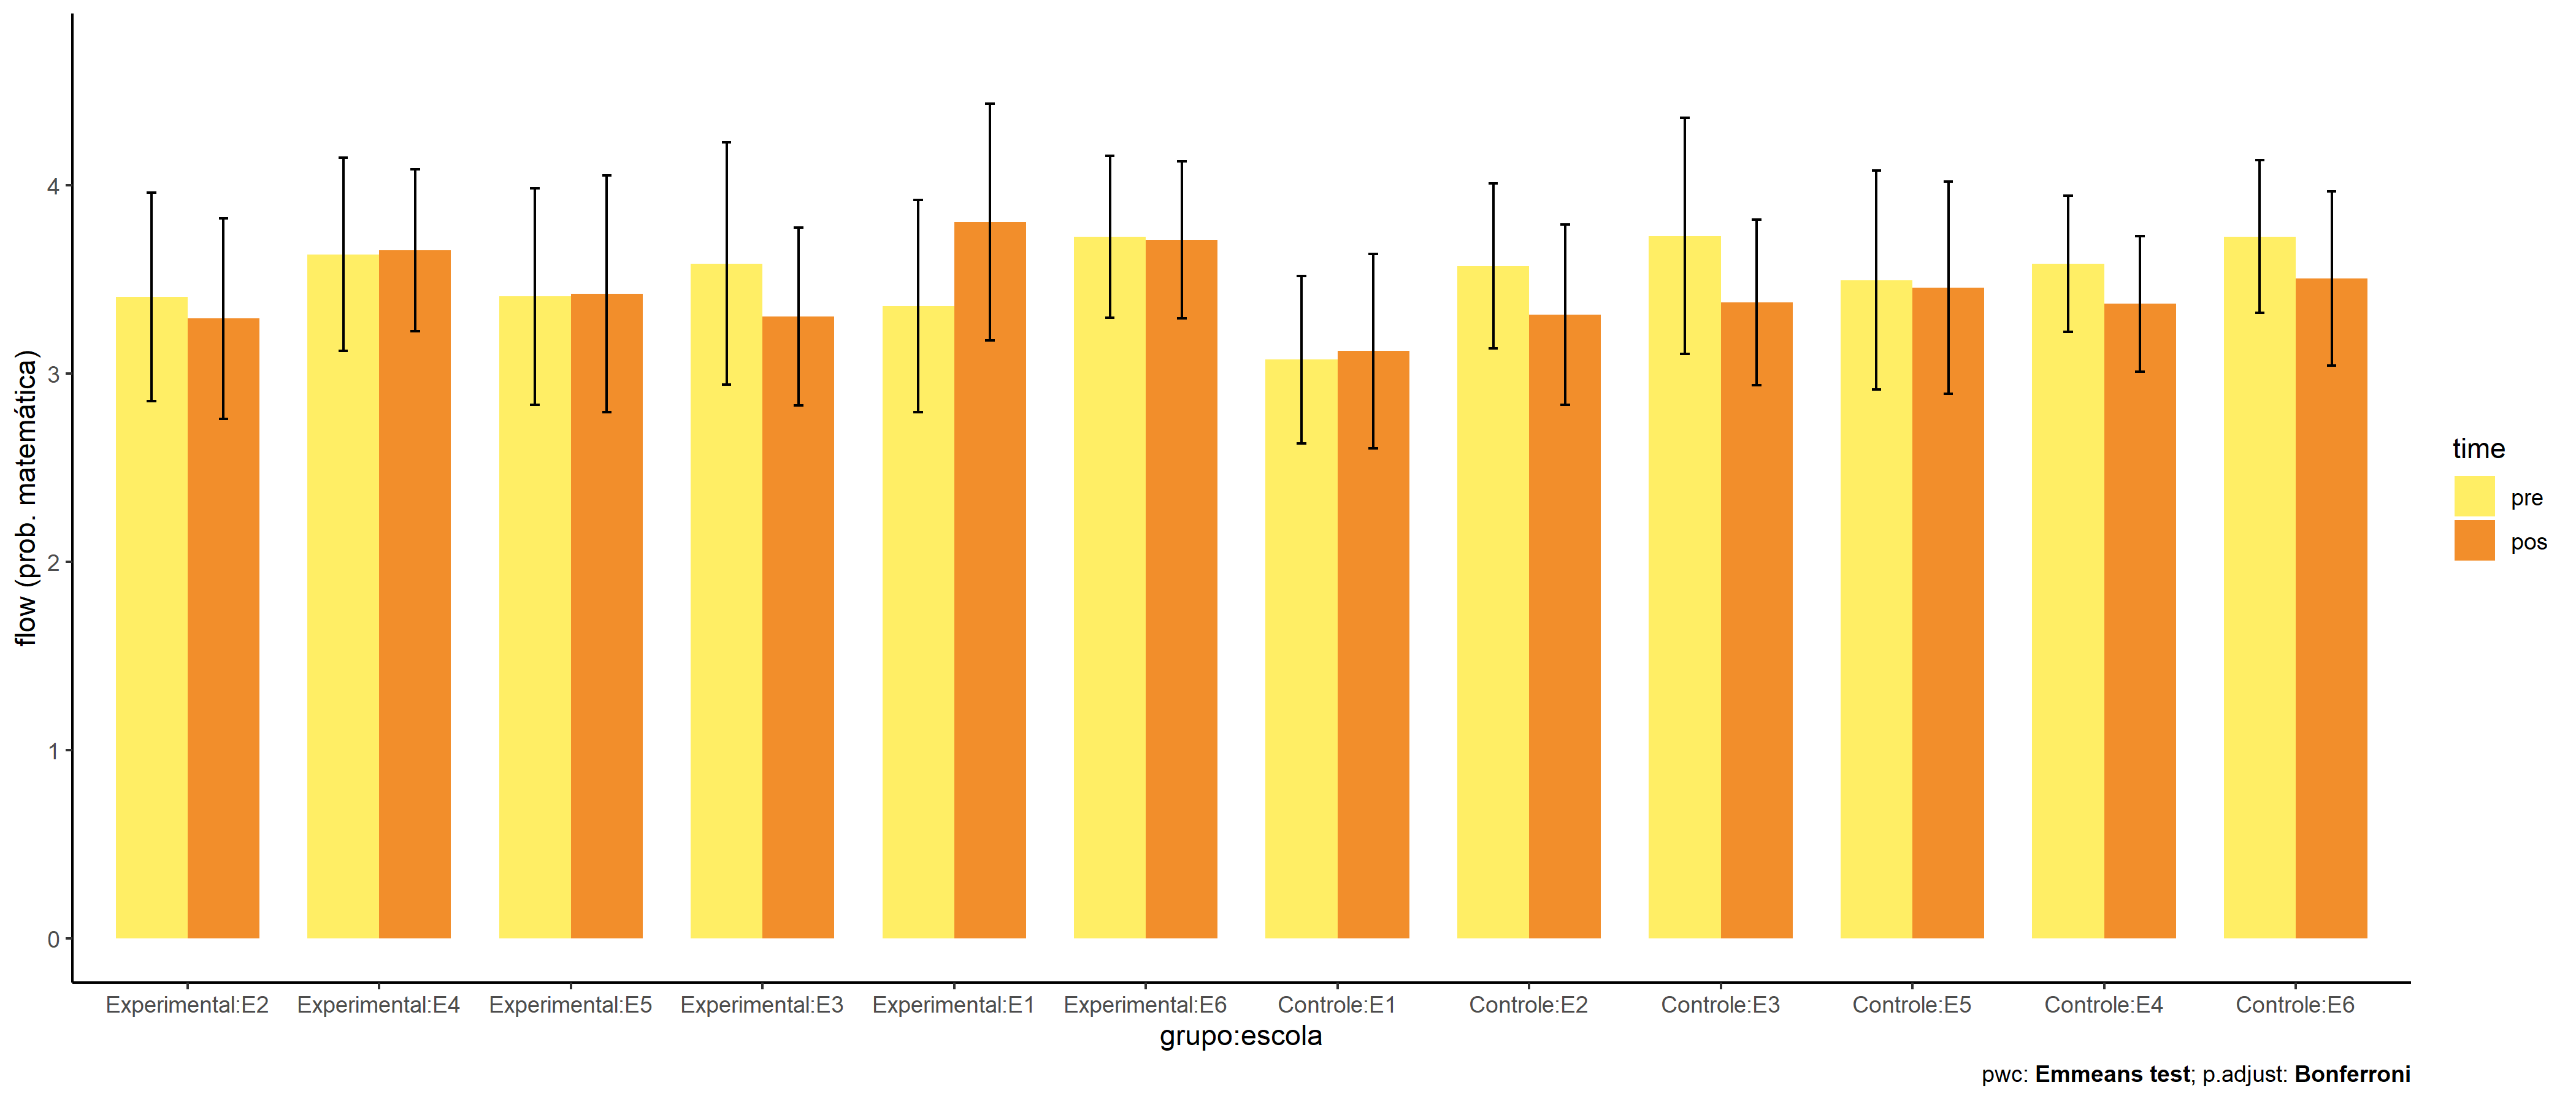 flow (prob. matemática)
4
3
2
1
0
Experimental:E2 Experimental:E4 Experimental:E5 Experimental:E3 Experimental:E1 Experimental:E6 Controle:E1 Controle:E2 Controle:E3 Controle:E5 Controle:E4 Controle:E6
grupo:escola
time
pre
pos
pwc: Emmeans test; p.adjust: Bonferroni